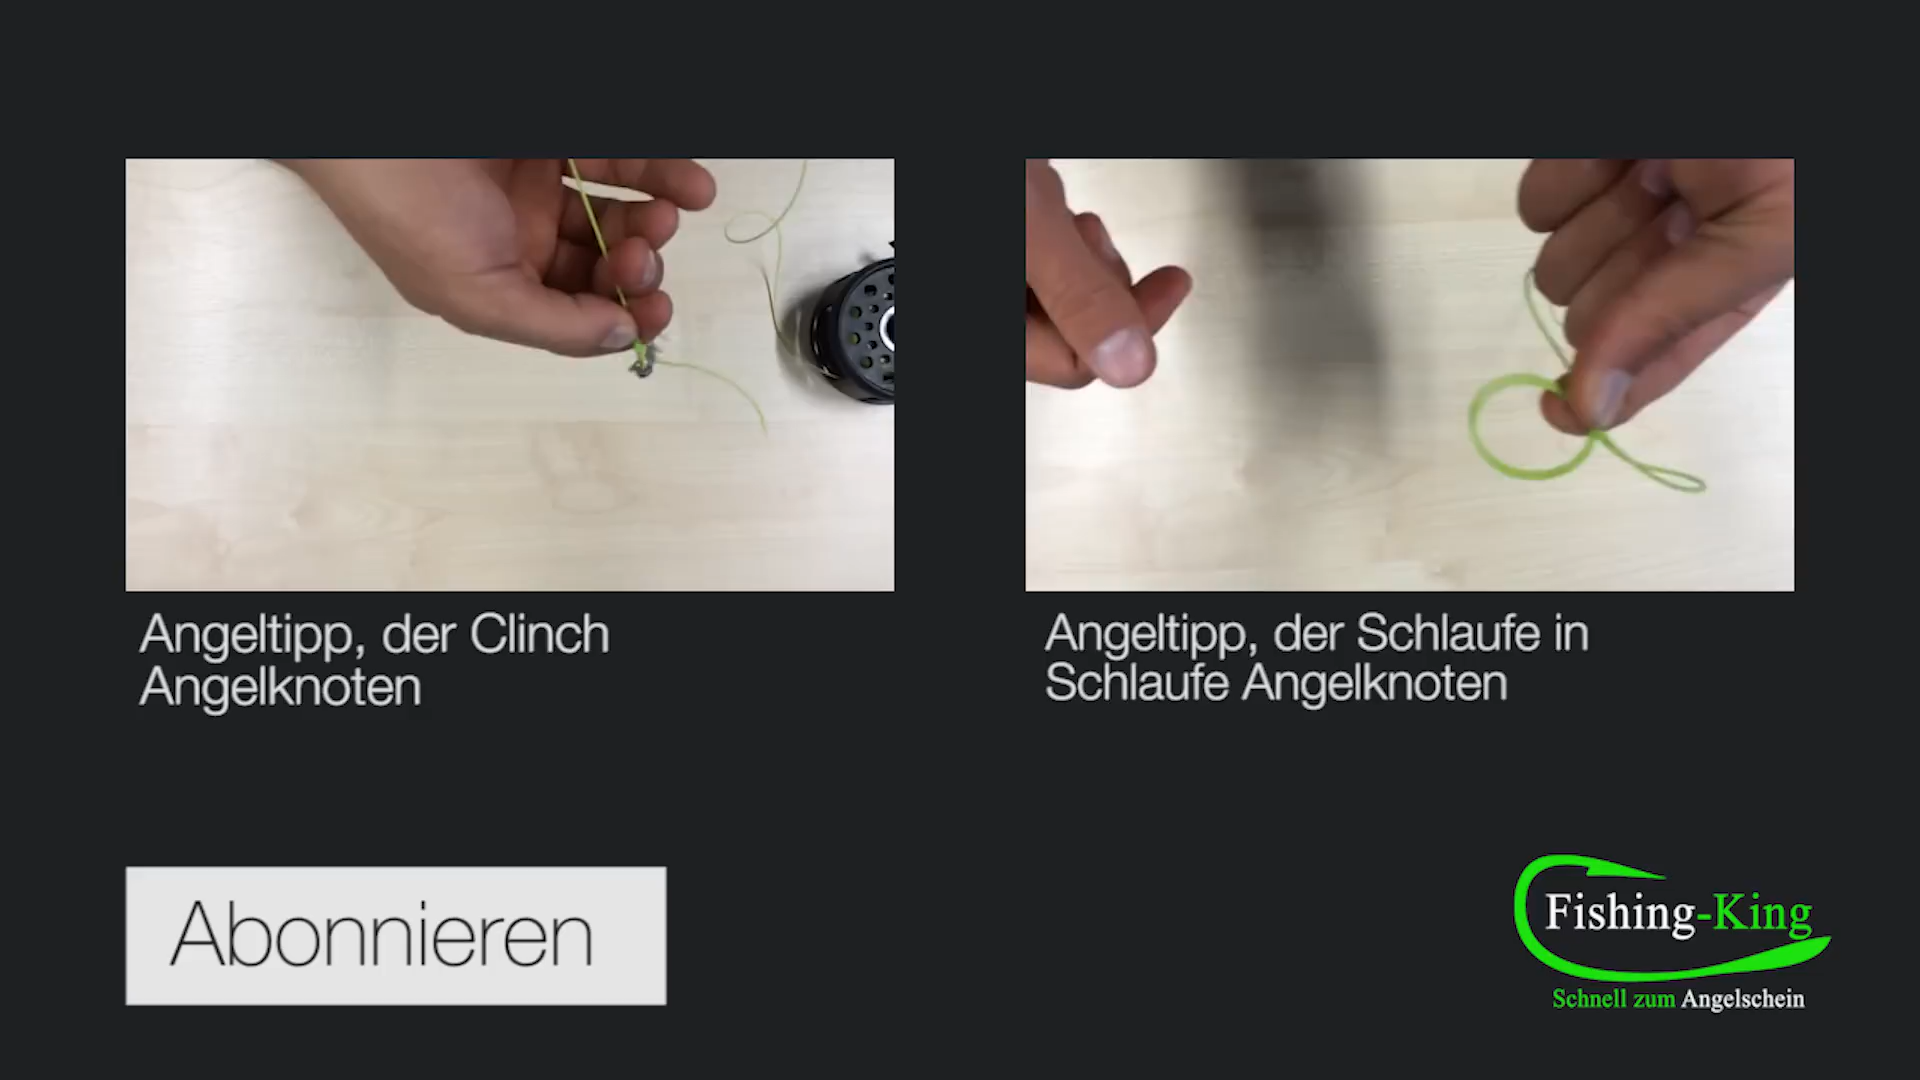 Angeltipp, der Clinch
Angelknoten
Angeltipp, der Schlaufe in
Schlaufe Angelknoten
Abonnieren
Fishing-King
Schnell zum Angelschein